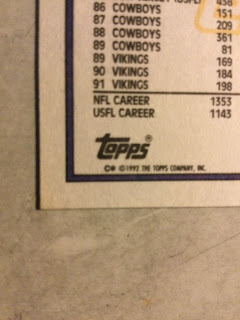 458
86 COWBOYS 151
87 COWBOYS 209
88 COWBOYS 361
89 COWBOYS 81
89 VIKINGS 169
90 VIKINGS 184
91 VIKINGS 198
NFL CAREER 1353
USFL CAREER 1143
Topps®
©® ©1992 THE TOPPS COMPANY, INC.